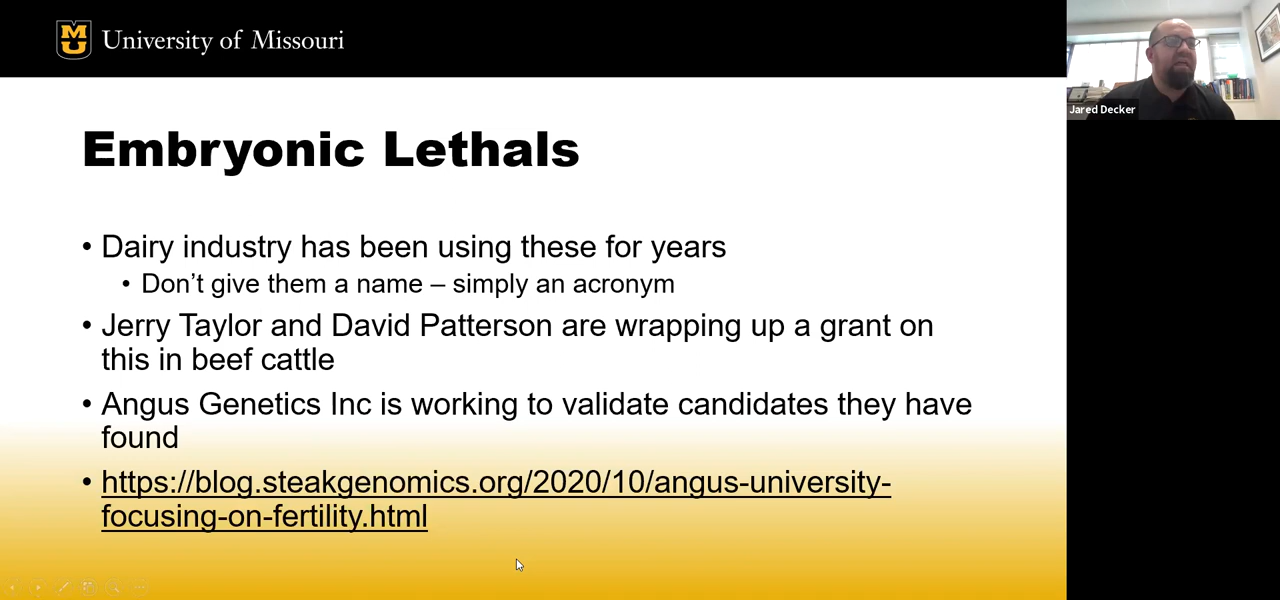 University of Missouri
Jared Decker
Embryonic Lethals
• Dairy industry has been using these for years
• Don’t give them a name – simply an acronym
• Jerry Taylor and David Patterson are wrapping up a grant on
this in beef cattle
• Angus Genetics Inc is working to validate candidates they have
found
• https://blog.steakgenomics.org/2020/10/angus-university-
focusing-on-fertility.html